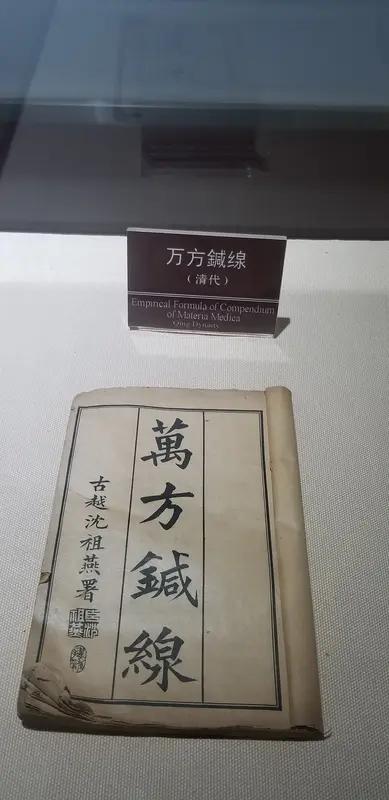 万方鍼线
（清代）
Empirical Formula of Compendium
of Materia Medica
Qing Dynasty
萬方鍼線
古越沈祖燕署